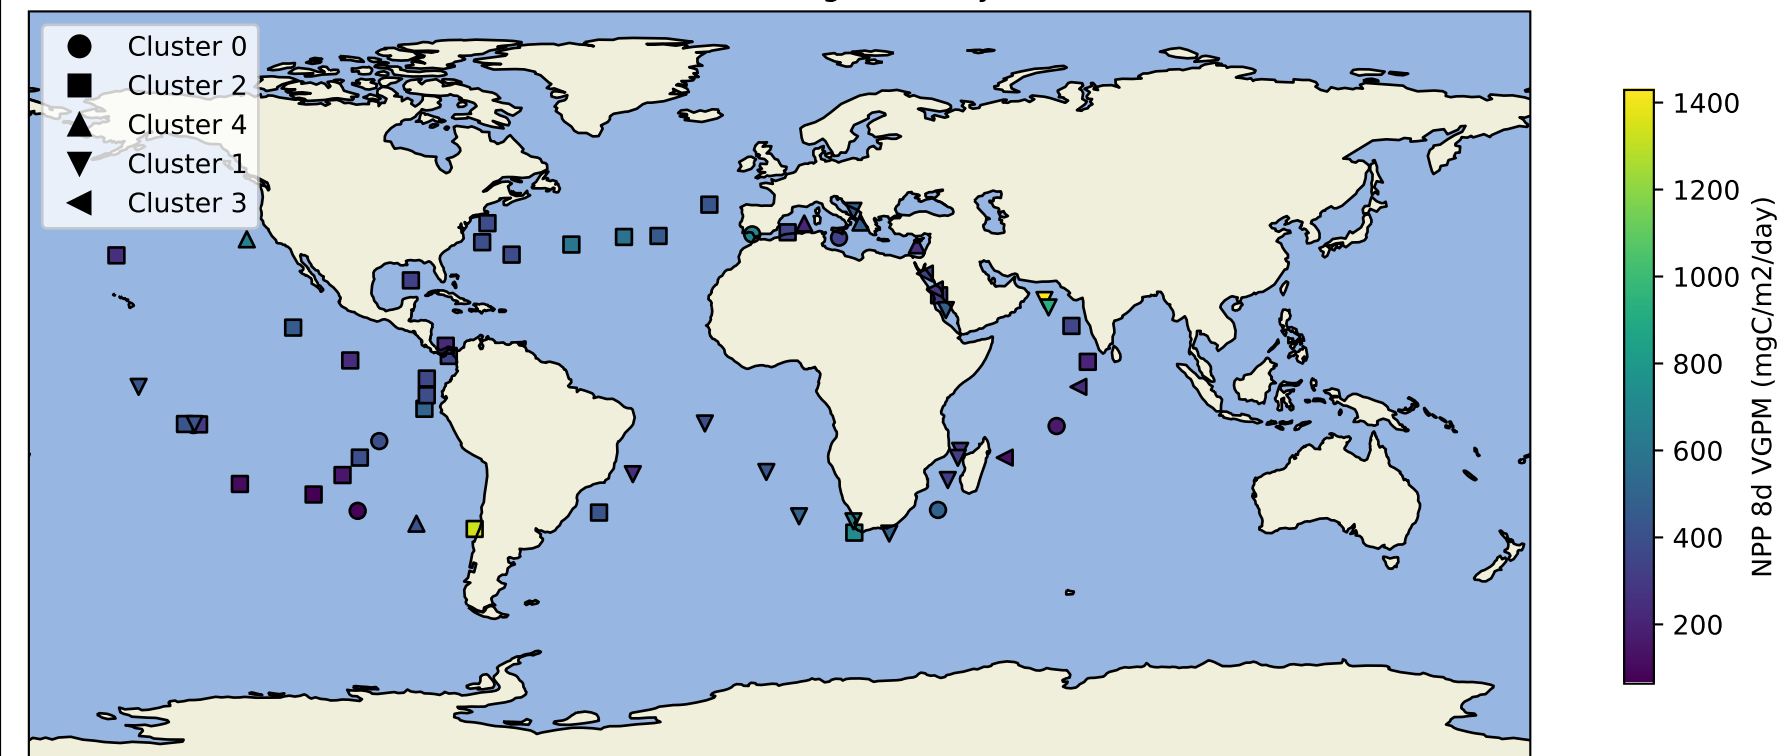 Cluster 0
Cluster 2
Cluster 4
Cluster 1
Cluster 3
1400
1200
1000
800
600
400
200
NPP 8d VGPM (mgC/m2/day)